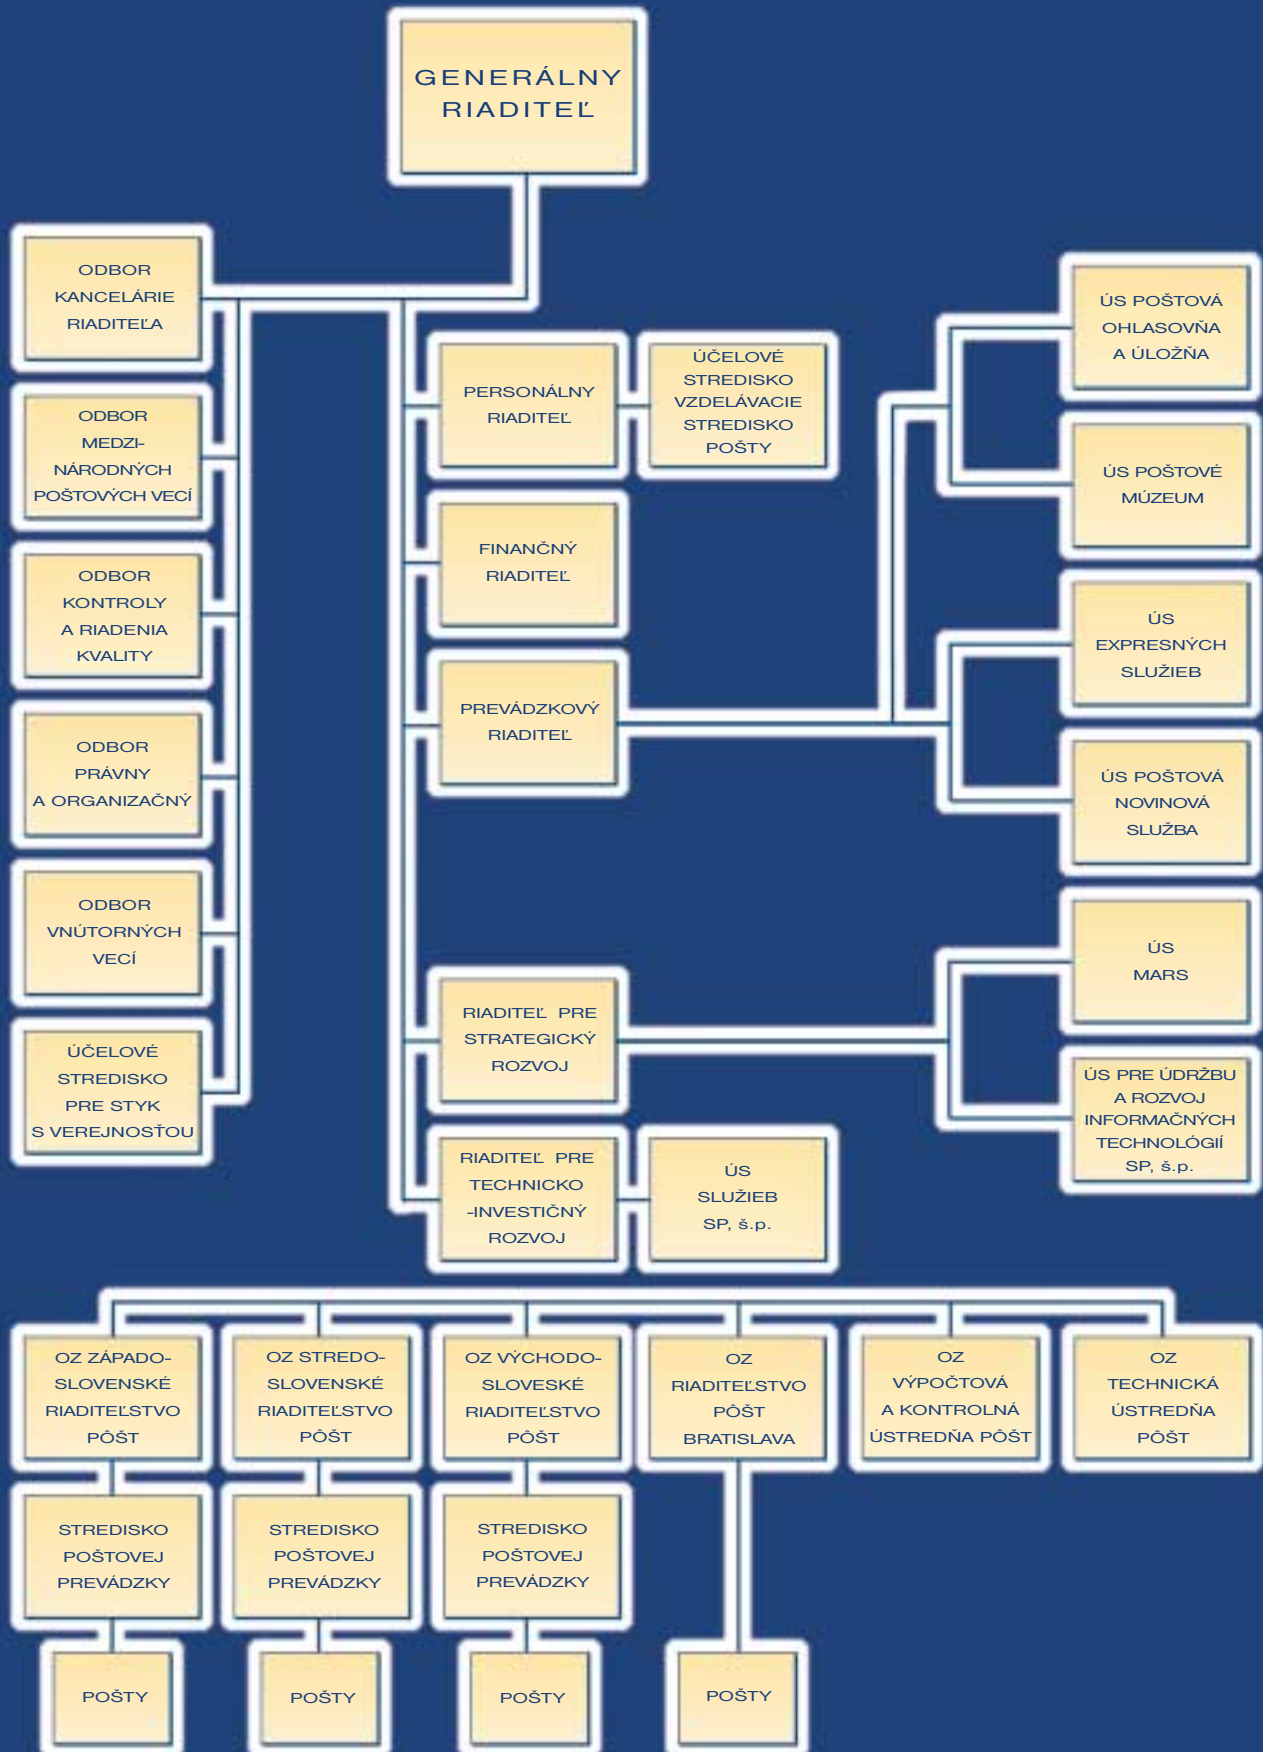 GENERÁLNY
RIADITEĽ
ODBOR
KANCELÁRIE
RIADITEĽA
ODBOR
MEDZI-
NÁRODNÝCH
POŠTOVÝCH VECÍ
ODBOR
KONTROLY
A RIADENIA
KVALITY
ODBOR
PRÁVNY
A ORGANIZAČNÝ
ODBOR
VNÚTORNÝCH
VECÍ
ÚČELOVÉ
STREDISKO
PRE STYK
S VEREJNOSŤOU
PERSONÁLNY
RIADITEĽ
ÚČELOVÉ
STREDISKO
VZDELÁVACIE
STREDISKO
POŠTY
FINANČNÝ
RIADITEĽ
PREVÁDZKOVÝ
RIADITEĽ
RIADITEĽ PRE
STRATEGICKÝ
ROZVOJ
RIADITEĽ PRE
TECHNICKO
-INVESTIČNÝ
ROZVOJ
ÚS
SLUŽIEB
SP, š.p.
ÚS POŠTOVÁ
OHLASOVŇA
A ÚLOŽŇA
ÚS POŠTOVÉ
MÚZEUM
ÚS
EXPRESNÝCH
SLUŽIEB
ÚS POŠTOVÁ
NOVINOVÁ
SLUŽBA
ÚS
MARS
ÚS PRE ÚDRŽBU
A ROZVOJ
INFORMAČNÝCH
TECHNOLÓGIÍ
SP, š.p.
OZ ZÁPADO-
SLOVENSKÉ
RIADITEĽSTVO
PÔŠT
OZ STREDO-
SLOVENSKÉ
RIADITEĽSTVO
PÔŠT
OZ VÝCHODO-
SLOVESKÉ
RIADITEĽSTVO
PÔŠT
OZ
RIADITEĽSTVO
PÔŠT
BRATISLAVA
OZ
VÝPOČTOVÁ
A KONTROLNÁ
ÚSTREDŇA PÔŠT
OZ
TECHNICKÁ
ÚSTREDŇA
PÔŠT
STREDISKO
POŠTOVEJ
PREVÁDZKY
STREDISKO
POŠTOVEJ
PREVÁDZKY
STREDISKO
POŠTOVEJ
PREVÁDZKY
POŠTY
POŠTY
POŠTY
POŠTY